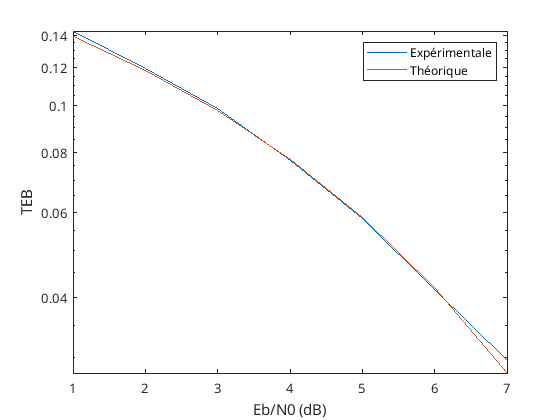 0.14
0.12
0.1
0.08
0.06
0.04
TEB
Expérimentale
Théorique
1 2 3 4 5 6 7
Eb/N0 (dB)